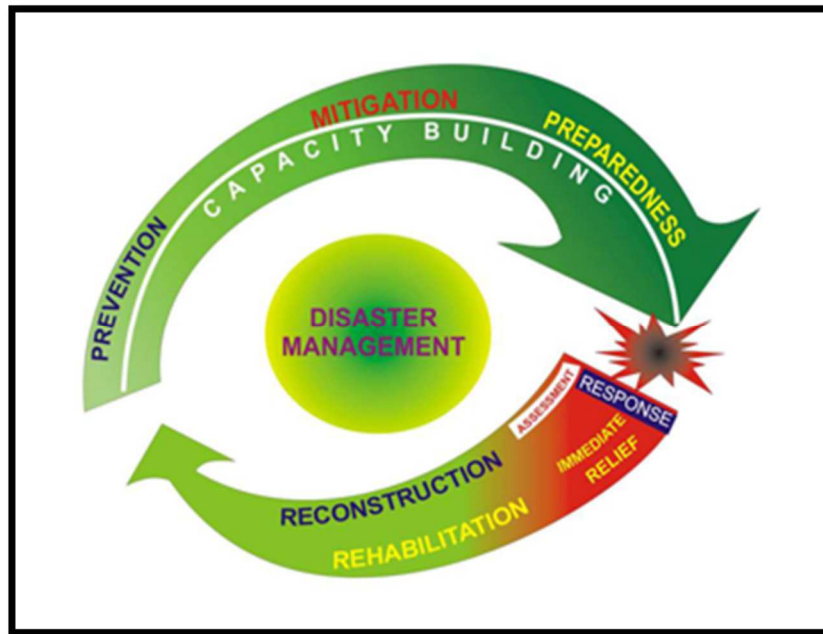 MITIGATION
CAPACITY BUILDING
PREPAREDNESS
PREVENTION
DISASTER
MANAGEMENT
ASSESSMENT
RESPONSE
IMMEDIATE
RELIEF
RECONSTRUCTION
REHABILITATION